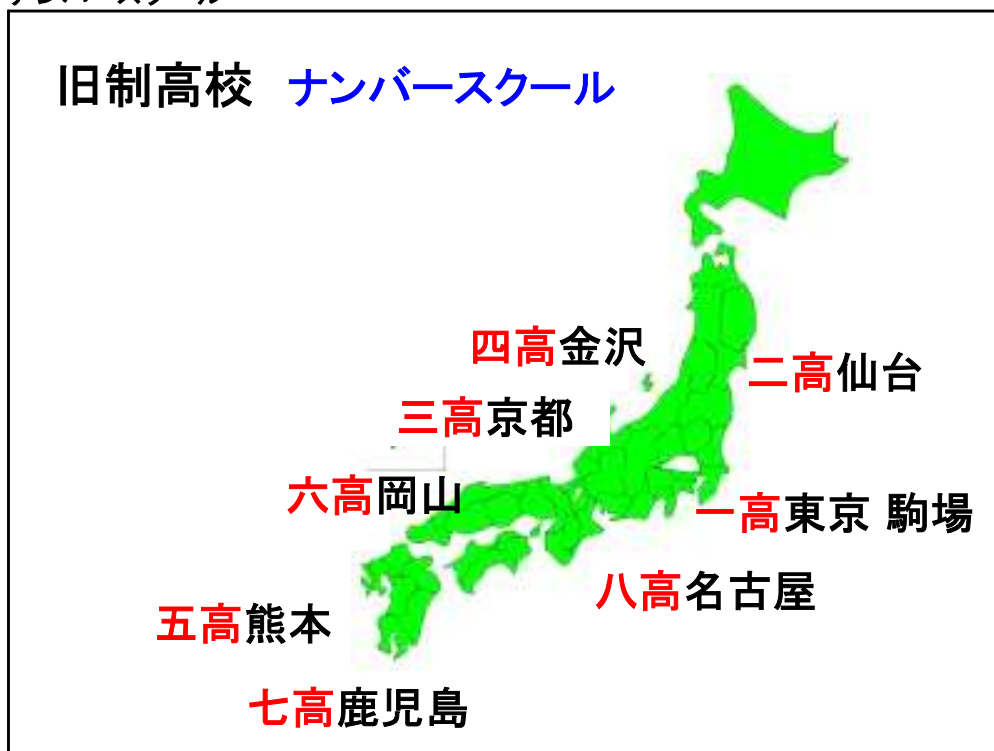 旧制高校 ナンバースクール
四高金沢
二高仙台
三高京都
六高岡山
一高東京 駒場
八高名古屋
五高熊本
七高鹿児島